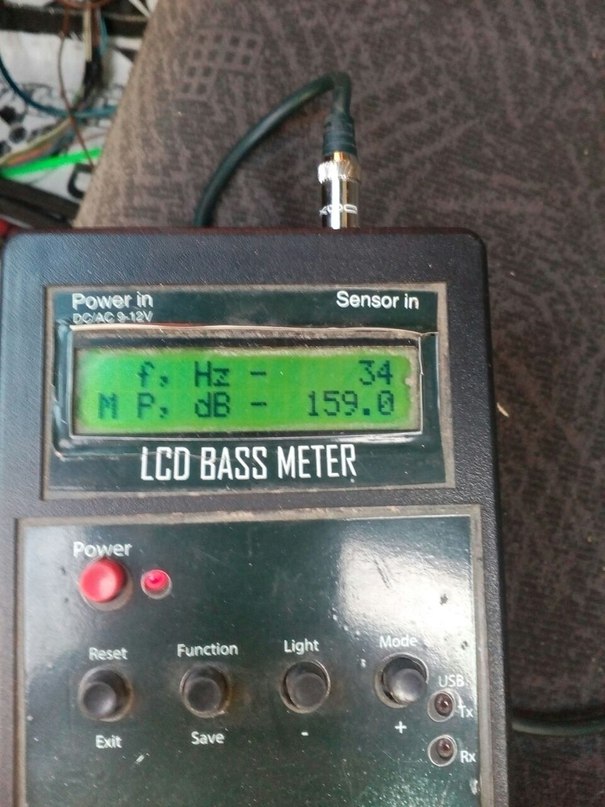 Power in
DC/AC 9-12V
Sensor in
f, Hz - 34
M P, dB - 159.0
LCD BASS METER
Power
Reset
Function
Light
Mode
USB
Tx
Exit
Save
-
+
Rx